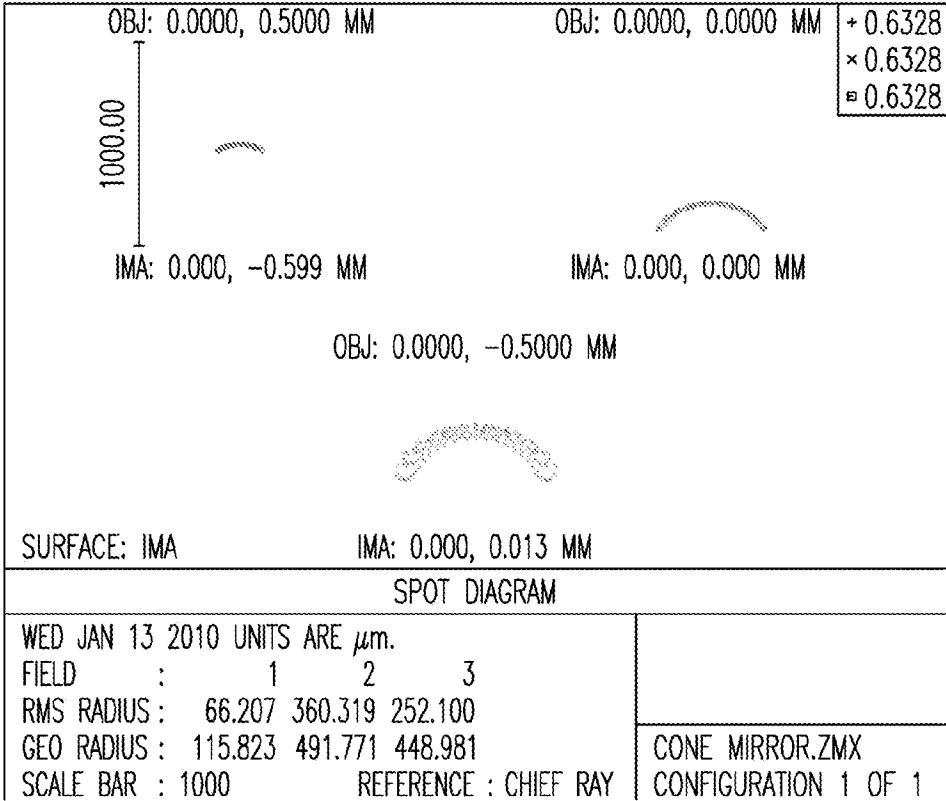 OBJ: 0.0000, 0.5000 MM
OBJ: 0.0000, 0.0000 MM
+ 0.6328
× 0.6328
¤ 0.6328
1000.00
IMA: 0.000, -0.599 MM
IMA: 0.000, 0.000 MM
OBJ: 0.0000, -0.5000 MM
SURFACE: IMA
IMA: 0.000, 0.013 MM
SPOT DIAGRAM
WED JAN 13 2010 UNITS ARE μm.
FIELD : 1 2 3
RMS RADIUS : 66.207 360.319 252.100
GEO RADIUS : 115.823 491.771 448.981
SCALE BAR : 1000 REFERENCE : CHIEF RAY
CONE MIRROR.ZMX
CONFIGURATION 1 OF 1